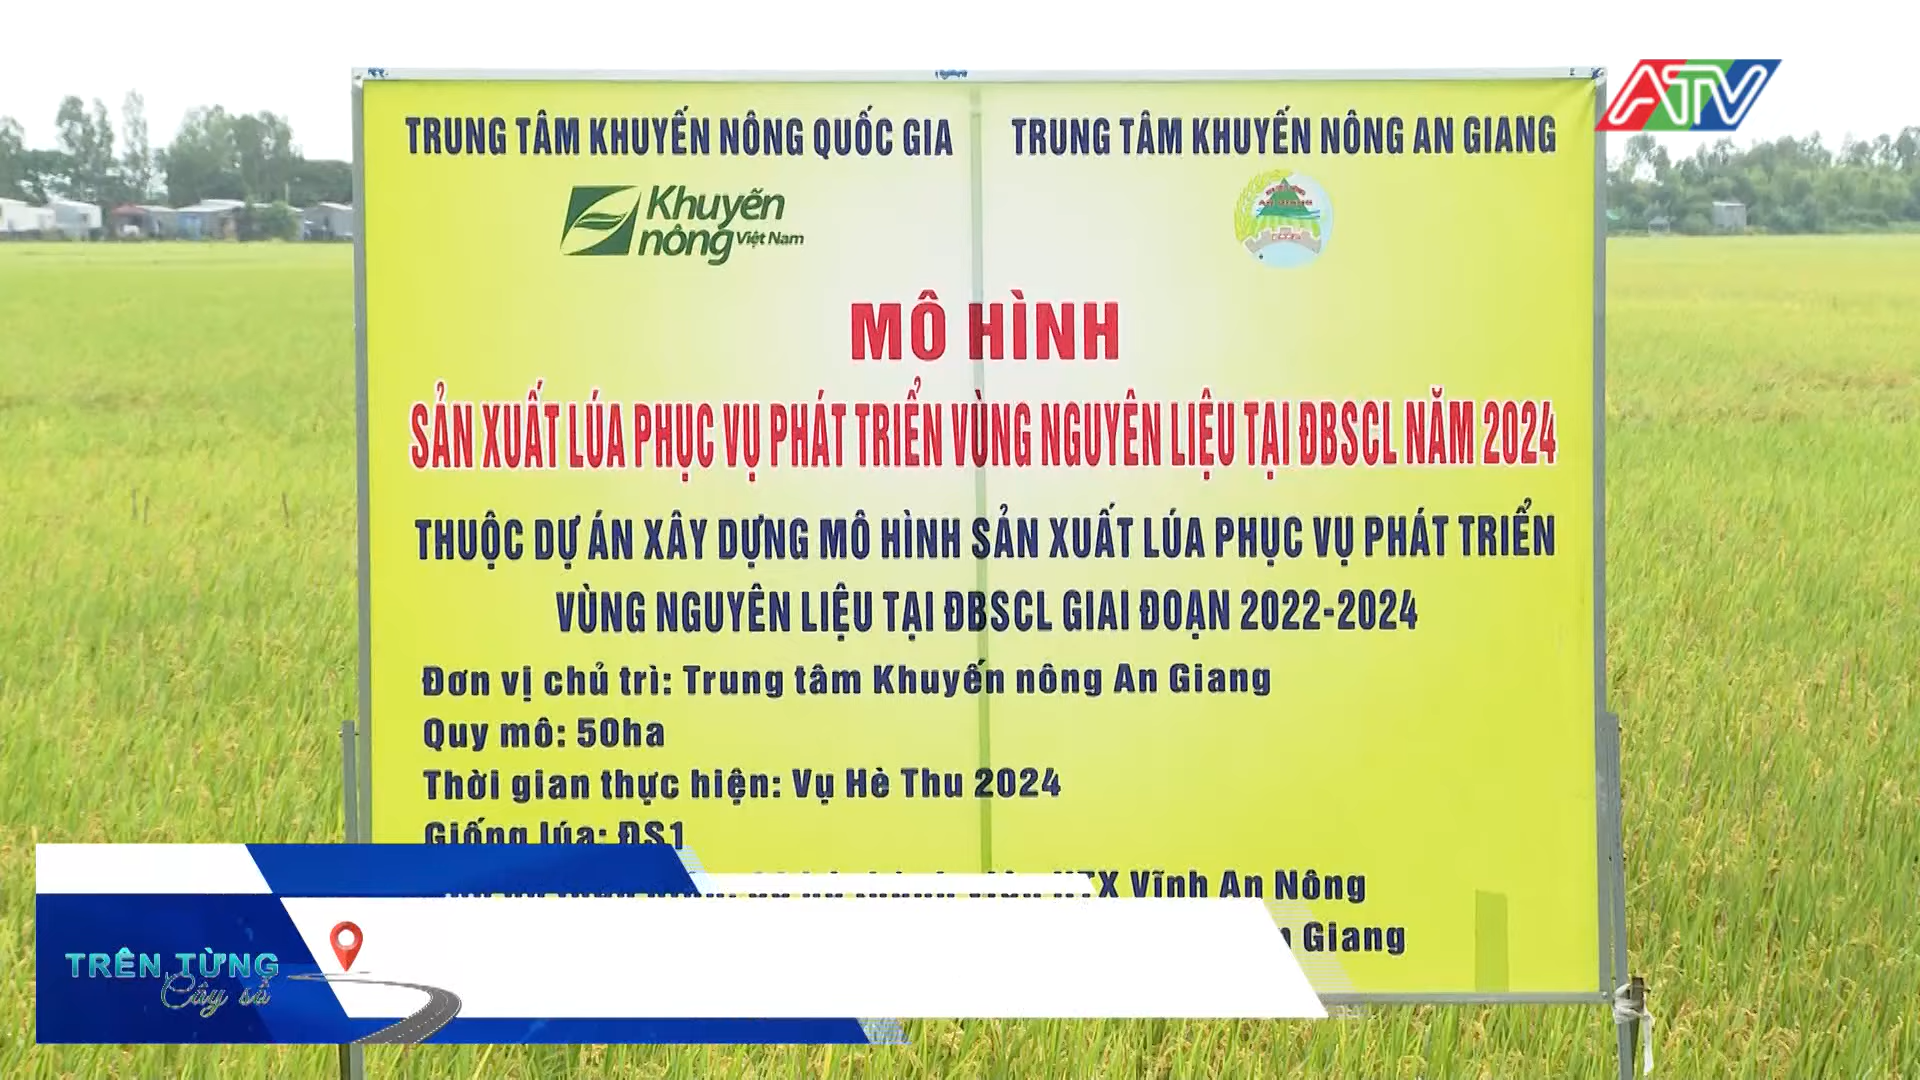 ATV
TRUNG TÂM KHUYẾN NÔNG QUỐC GIA
TRUNG TÂM KHUYẾN NÔNG AN GIANG
Khuyến
nông Việt Nam
MÔ HÌNH
SẢN XUẤT LÚA PHỤC VỤ PHÁT TRIỂN VÙNG NGUYÊN LIỆU TẠI ĐBSCL NĂM 2024
THUỘC DỰ ÁN XÂY DỰNG MÔ HÌNH SẢN XUẤT LÚA PHỤC VỤ PHÁT TRIỂN
VÙNG NGUYÊN LIỆU TẠI ĐBSCL GIAI ĐOẠN 2022-2024
Đơn vị chủ trì: Trung tâm Khuyến nông An Giang
Quy mô: 50ha
Thời gian thực hiện: Vụ Hè Thu 2024
Giống lúa: ĐS1
HTX Vĩnh An Nông
Giang
TRÊN TỪNG
Cây số